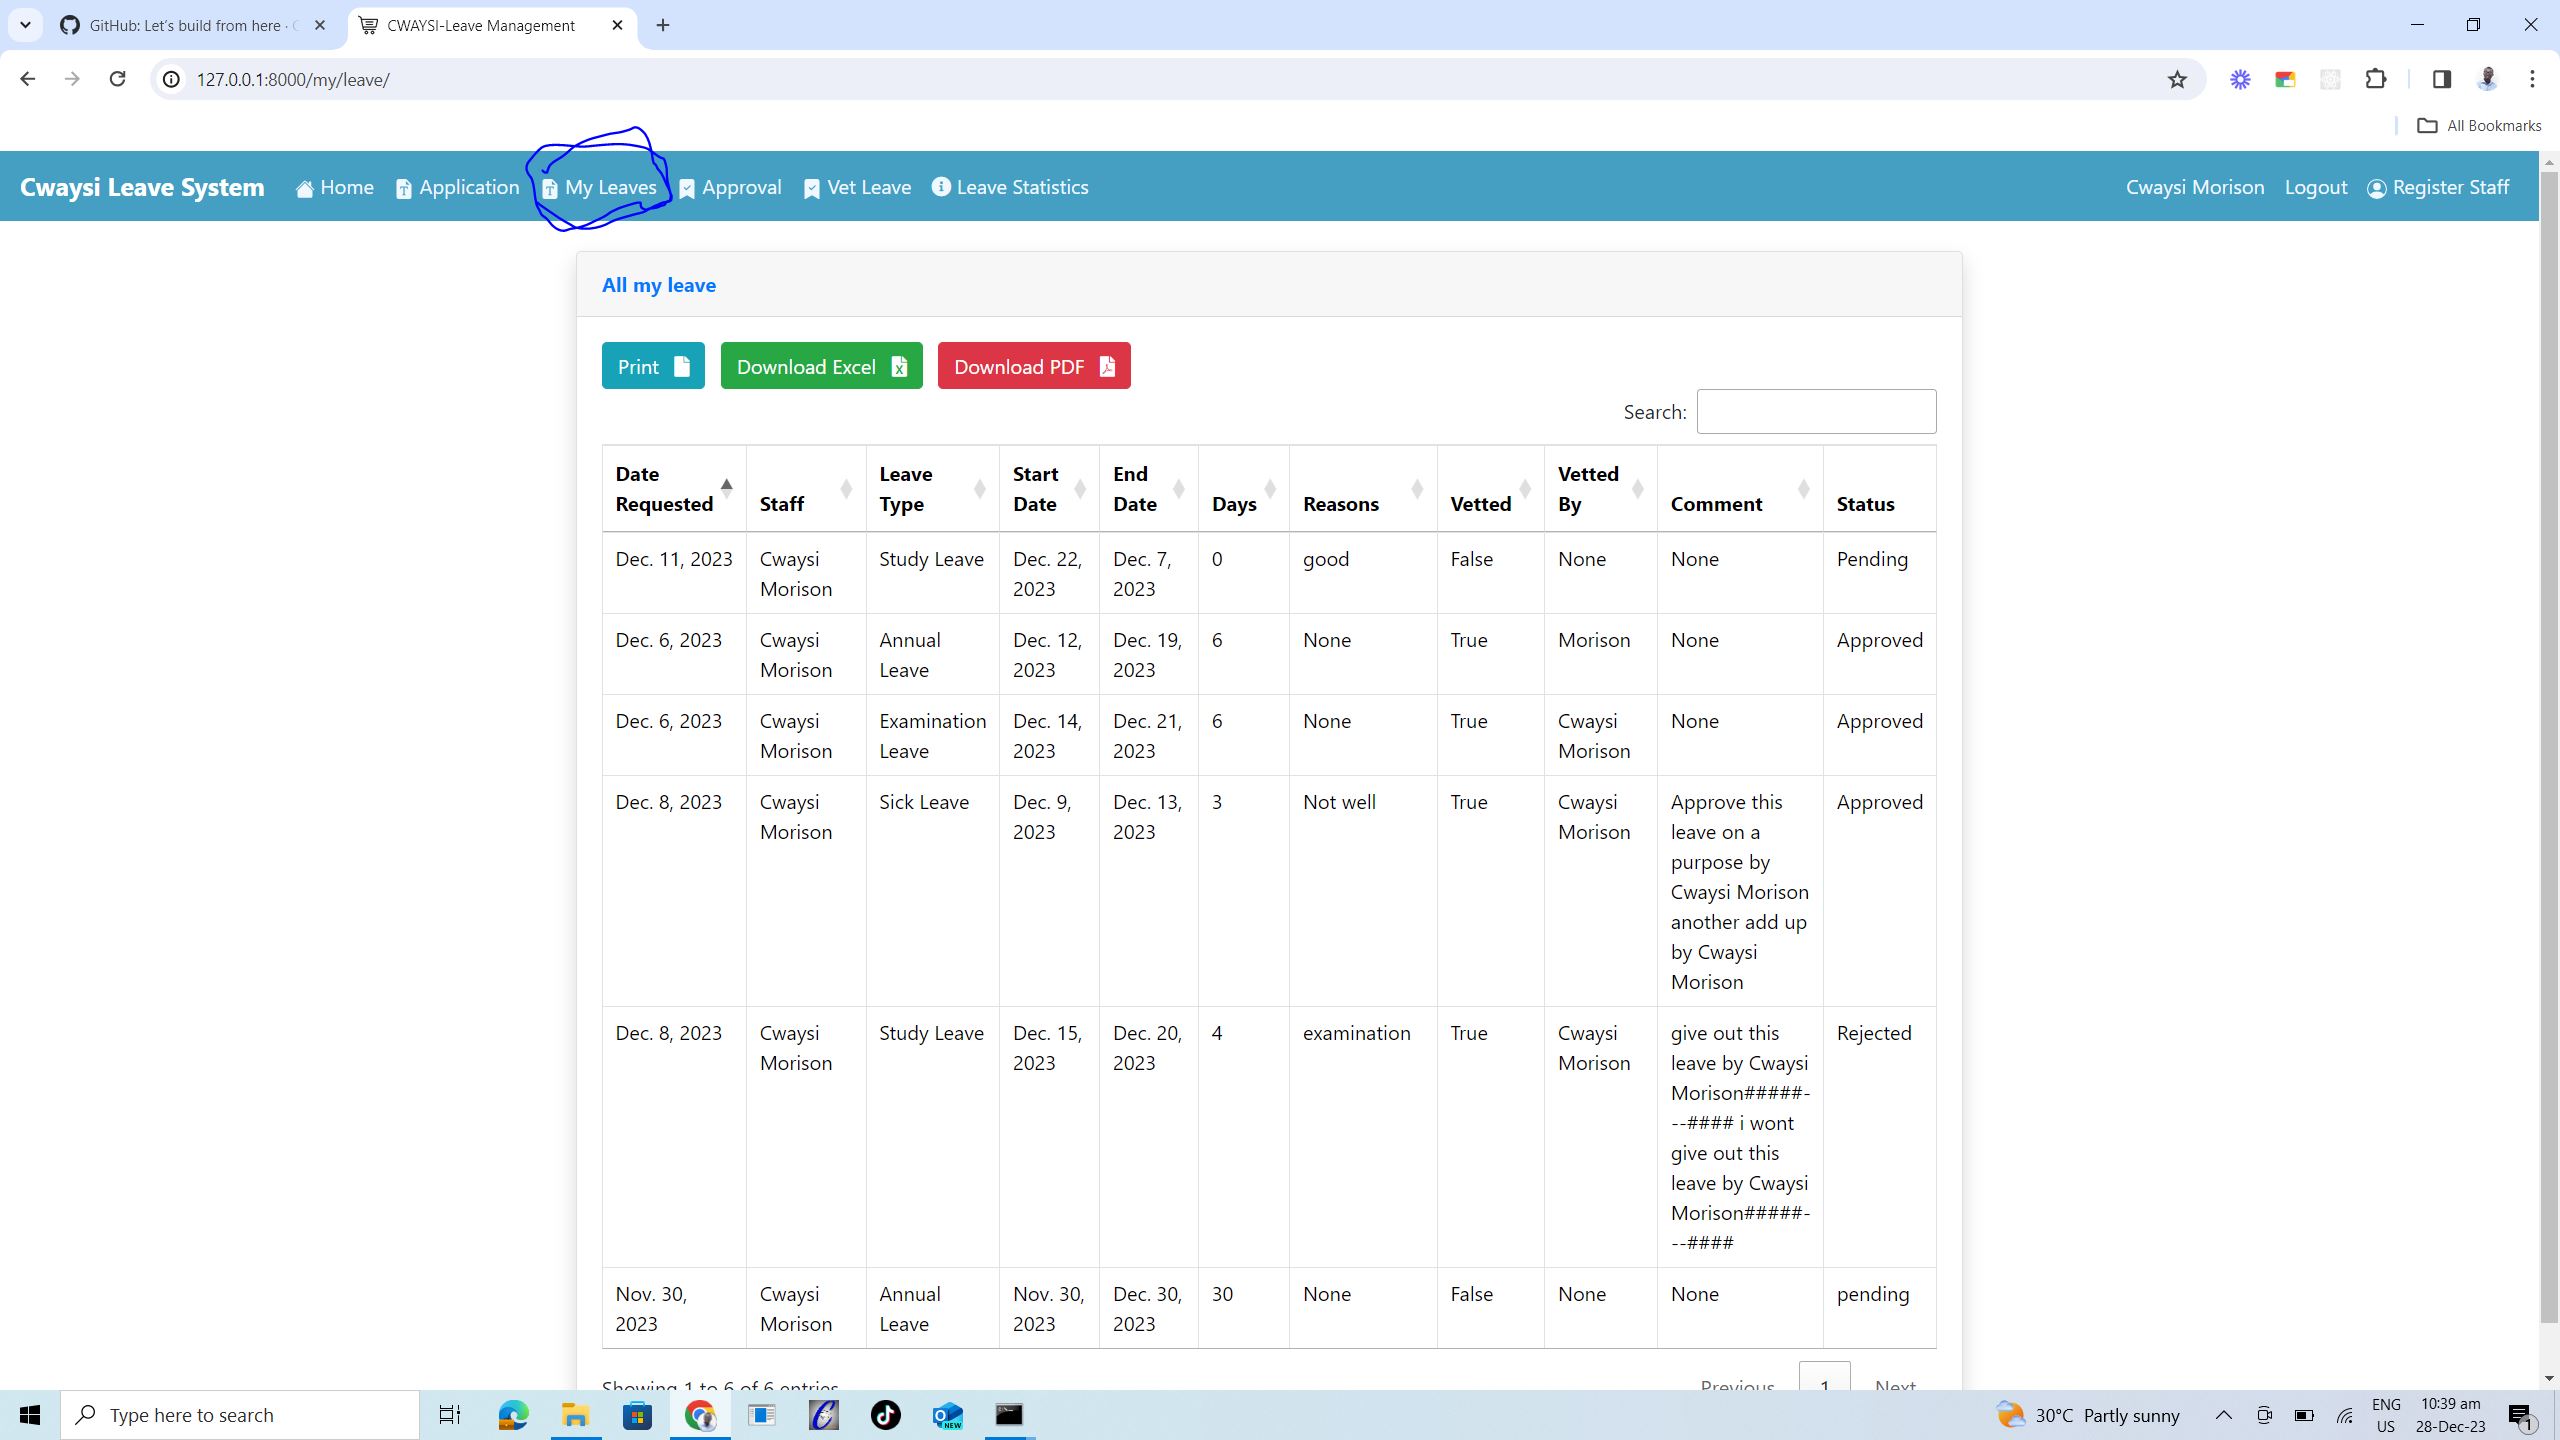 GitHub: Let's build from here ·
CWAYSI-Leave Management
127.0.0.1:8000/my/leave/
All Bookmarks
Cwaysi Leave System Home Application My Leaves Approval Vet Leave Leave Statistics Cwaysi Morison Logout Register Staff
All my leave
Print Download Excel Download PDF
Search:
Date Requested Staff Leave Type Start Date End Date Days Reasons Vetted Vetted By Comment Status
Dec. 11, 2023 Cwaysi Morison Study Leave Dec. 22, 2023 Dec. 7, 2023 0 good False None None Pending
Dec. 6, 2023 Cwaysi Morison Annual Leave Dec. 12, 2023 Dec. 19, 2023 6 None True Morison None Approved
Dec. 6, 2023 Cwaysi Morison Examination Leave Dec. 14, 2023 Dec. 21, 2023 6 None True Cwaysi Morison None Approved
Dec. 8, 2023 Cwaysi Morison Sick Leave Dec. 9, 2023 Dec. 13, 2023 3 Not well True Cwaysi Morison Approve this leave on a purpose by Cwaysi Morison another add up by Cwaysi Morison Approved
Dec. 8, 2023 Cwaysi Morison Study Leave Dec. 15, 2023 Dec. 20, 2023 4 examination True Cwaysi Morison give out this leave by Cwaysi Morison#####---#### i wont give out this leave by Cwaysi Morison#####---#### Rejected
Nov. 30, 2023 Cwaysi Morison Annual Leave Nov. 30, 2023 Dec. 30, 2023 30 None False None None pending
Showing 1 to 6 of 6 entries Previous 1 Next
Type here to search
NEW
30°C Partly sunny
ENG US
10:39 am
28-Dec-23
1